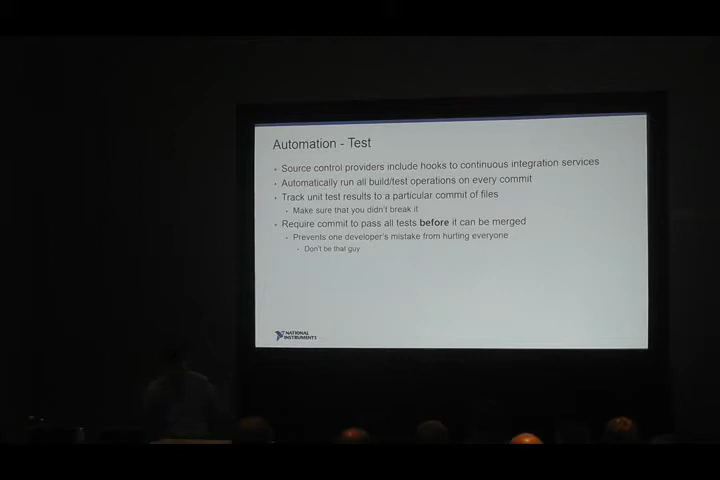 Automation - Test
Source control providers include hooks to continuous integration services
Automatically run all build/test operations on every commit
Track unit test results to a particular commit of files
Make sure that you didn't break it
Require commit to pass all tests before it can be merged
Prevents one developer's mistake from hurting everyone
Don't be that guy
NATIONAL
INSTRUMENTS